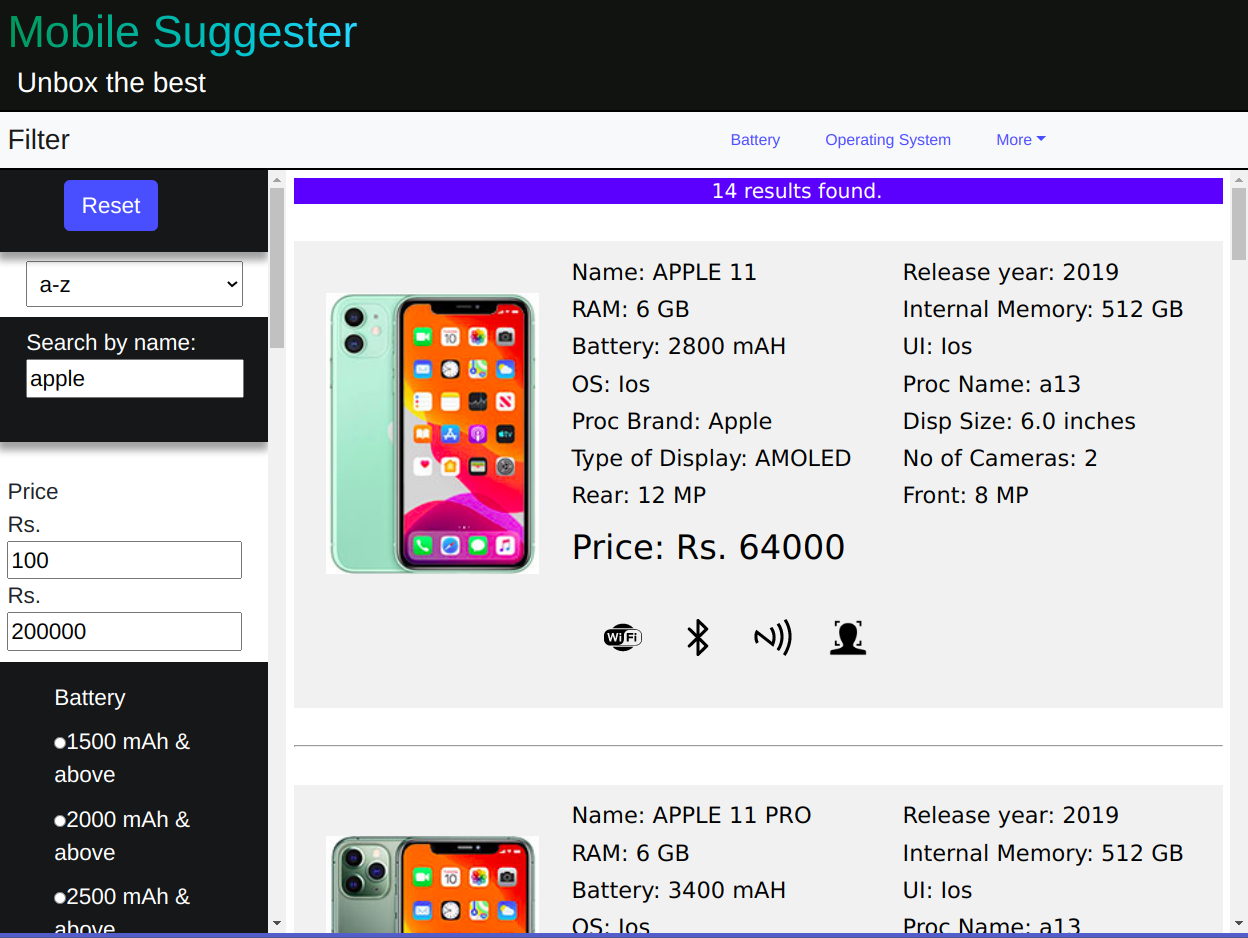 Mobile Suggester
Unbox the best
Filter
Battery Operating System More
Reset
a-z
Search by name:
apple
Price
Rs.
100
Rs.
200000
Battery
1500 mAh &
above
2000 mAh &
above
2500 mAh &
above
14 results found.
Name: APPLE 11 Release year: 2019
RAM: 6 GB Internal Memory: 512 GB
Battery: 2800 mAH UI: Ios
OS: Ios Proc Name: a13
Proc Brand: Apple Disp Size: 6.0 inches
Type of Display: AMOLED No of Cameras: 2
Rear: 12 MP Front: 8 MP
Price: Rs. 64000
WiFi
Name: APPLE 11 PRO Release year: 2019
RAM: 6 GB Internal Memory: 512 GB
Battery: 3400 mAH UI: Ios
OS: Ios Proc Name: a13